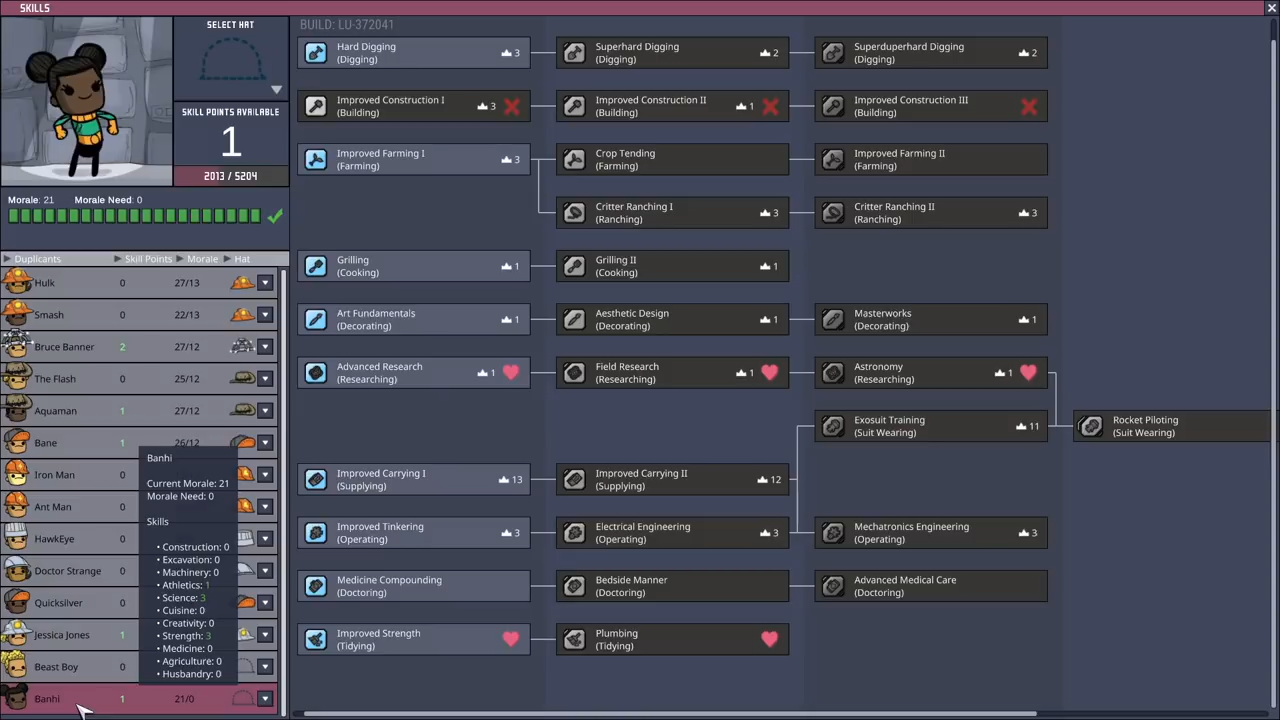 SKILLS
SELECT HAT
SKILL POINTS AVAILABLE
1
2013 / 5204
Morale: 21 Morale Need: 0
Duplicants Skill Points Morale Hat
Hulk 0 27/13
Smash 0 22/13
Bruce Banner 2 27/12
The Flash 0 25/12
Aquaman 1 27/12
Bane 1 26/12
Iron Man 0
Ant Man 0
HawkEye 0
Doctor Strange 0
Quicksilver 0
Jessica Jones 1
Beast Boy 0
Banhi 1 21/0
Banhi
Current Morale: 21
Morale Need: 0
Skills
• Construction: 0
• Excavation: 0
• Machinery: 0
• Athletics: 1
• Science: 3
• Cuisine: 0
• Creativity: 0
• Strength: 3
• Medicine: 0
• Agriculture: 0
• Husbandry: 0
BUILD: LU-372041
Hard Digging
(Digging)
3
Superhard Digging
(Digging)
2
Superduperhard Digging
(Digging)
2
Improved Construction I
(Building)
3
Improved Construction II
(Building)
1
Improved Construction III
(Building)
Improved Farming I
(Farming)
3
Crop Tending
(Farming)
Improved Farming II
(Farming)
Critter Ranching I
(Ranching)
3
Critter Ranching II
(Ranching)
3
Grilling
(Cooking)
1
Grilling II
(Cooking)
1
Art Fundamentals
(Decorating)
1
Aesthetic Design
(Decorating)
1
Masterworks
(Decorating)
1
Advanced Research
(Researching)
1
Field Research
(Researching)
1
Astronomy
(Researching)
1
Exosuit Training
(Suit Wearing)
11
Rocket Piloting
(Suit Wearing)
Improved Carrying I
(Supplying)
13
Improved Carrying II
(Supplying)
12
Improved Tinkering
(Operating)
3
Electrical Engineering
(Operating)
3
Mechatronics Engineering
(Operating)
3
Medicine Compounding
(Doctoring)
Bedside Manner
(Doctoring)
Advanced Medical Care
(Doctoring)
Improved Strength
(Tidying)
Plumbing
(Tidying)